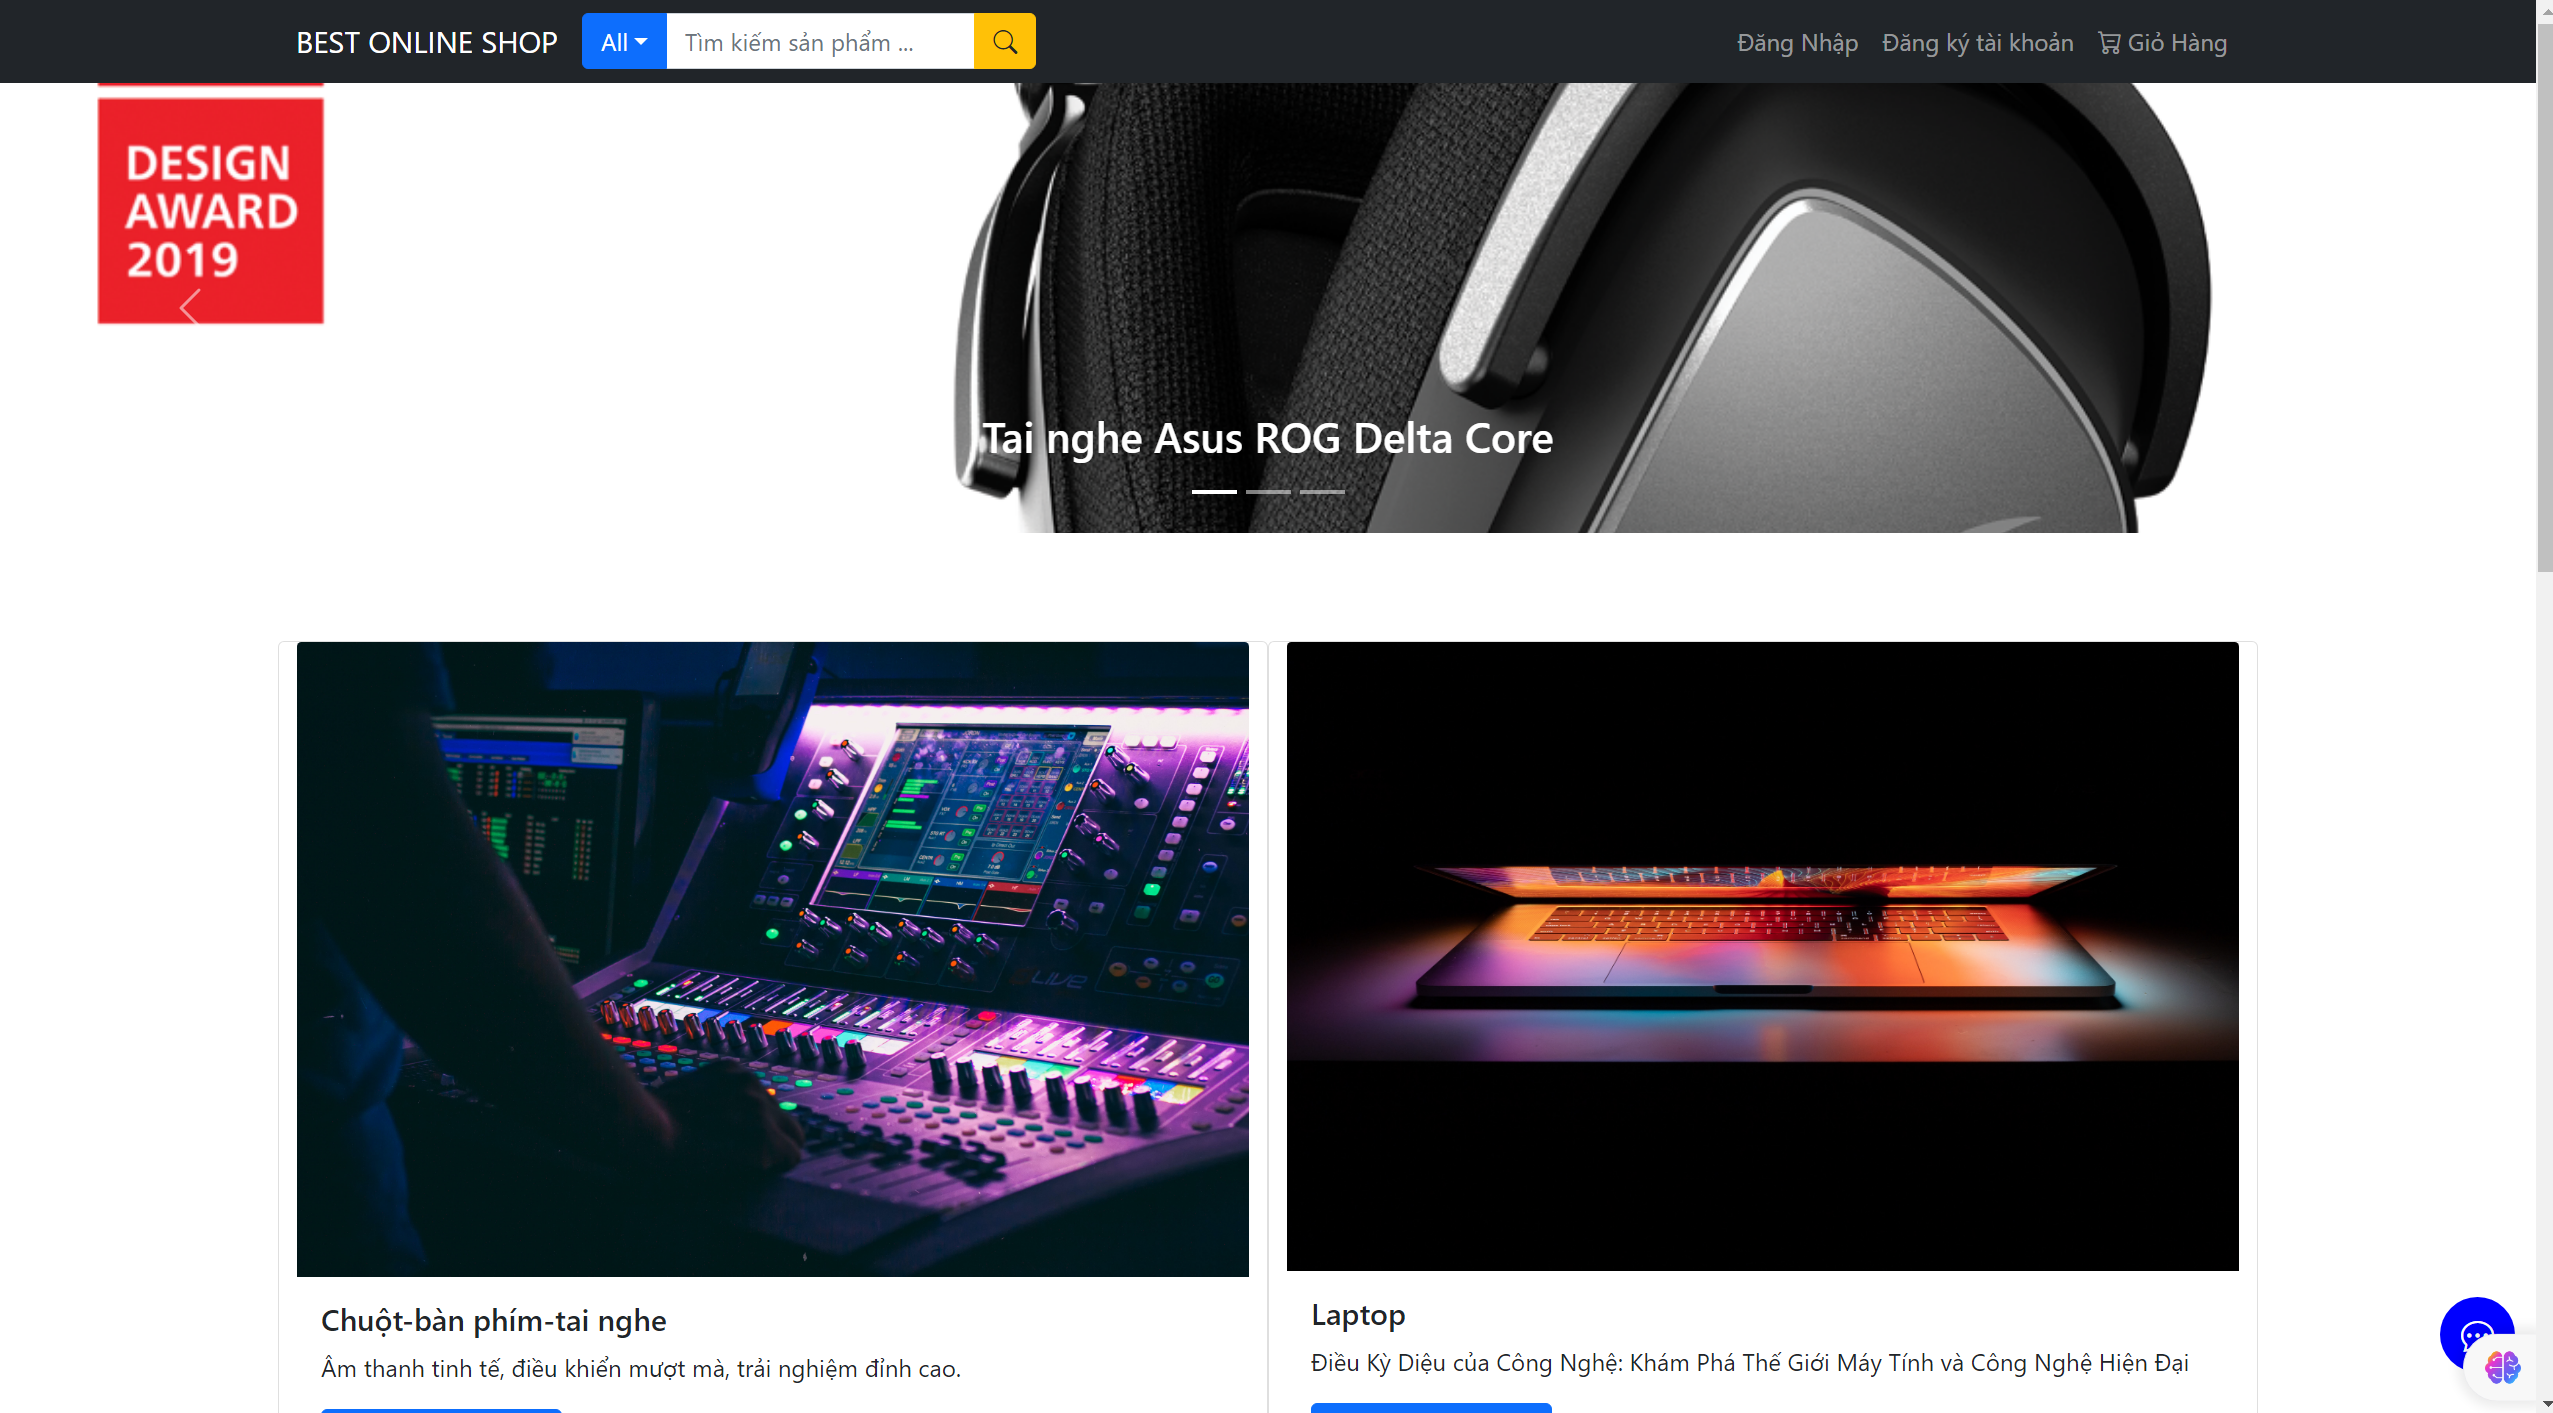 BEST ONLINE SHOP
All
Tìm kiếm sản phẩm ...
Đăng Nhập
Đăng ký tài khoản
Giỏ Hàng
DESIGN
AWARD
2019
Tai nghe Asus ROG Delta Core
LIVE
Chuột-bàn phím-tai nghe
Âm thanh tinh tế, điều khiển mượt mà, trải nghiệm đỉnh cao.
Laptop
Điều Kỳ Diệu của Công Nghệ: Khám Phá Thế Giới Máy Tính và Công Nghệ Hiện Đại